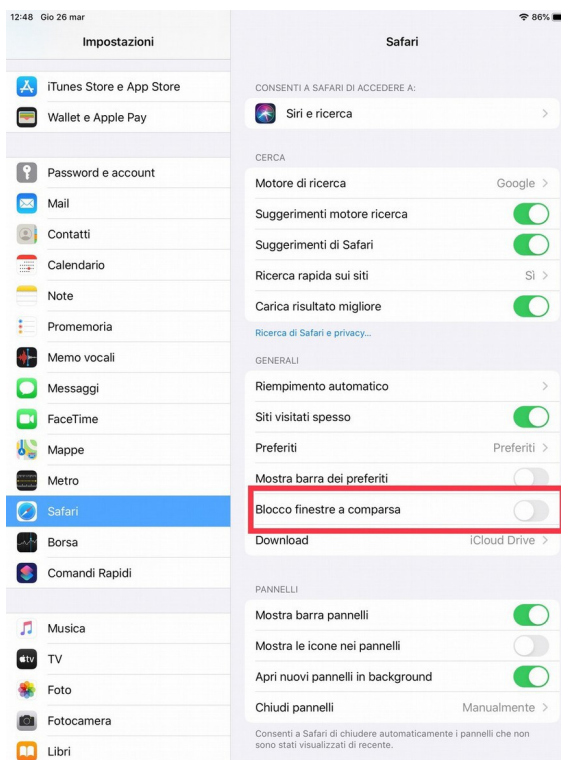 12:48 Gio 26 mar
86%
Impostazioni
iTunes Store e App Store
Wallet e Apple Pay
Password e account
Mail
Contatti
Calendario
Note
Promemoria
Memo vocali
Messaggi
FaceTime
Mappe
Metro
Safari
Borsa
Comandi Rapidi
Musica
TV
Foto
Fotocamera
Libri
Safari
CONSENTI A SAFARI DI ACCEDERE A:
Siri e ricerca
CERCA
Motore di ricerca Google
Suggerimenti motore ricerca
Suggerimenti di Safari
Ricerca rapida sui siti Sì
Carica risultato migliore
Ricerca di Safari e privacy...
GENERALI
Riempimento automatico
Siti visitati spesso
Preferiti Preferiti
Mostra barra dei preferiti
Blocco finestre a comparsa
Download iCloud Drive
PANNELLI
Mostra barra pannelli
Mostra le icone nei pannelli
Apri nuovi pannelli in background
Chiudi pannelli Manualmente
Consenti a Safari di chiudere automaticamente i pannelli che non
sono stati visualizzati di recente.